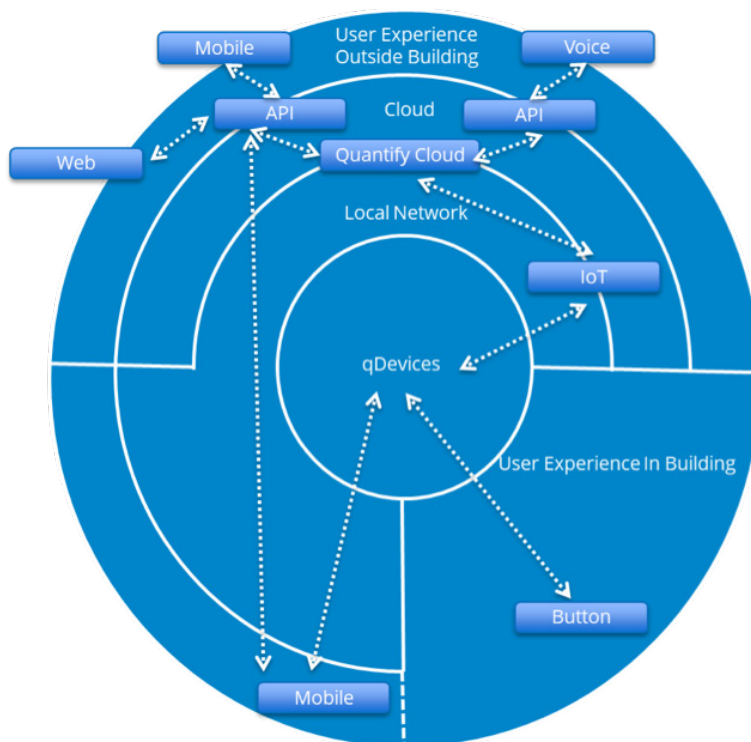 User Experience
Outside Building
Mobile
Voice
API
Cloud
API
Web
Quantify Cloud
Local Network
IoT
qDevices
User Experience In Building
Button
Mobile